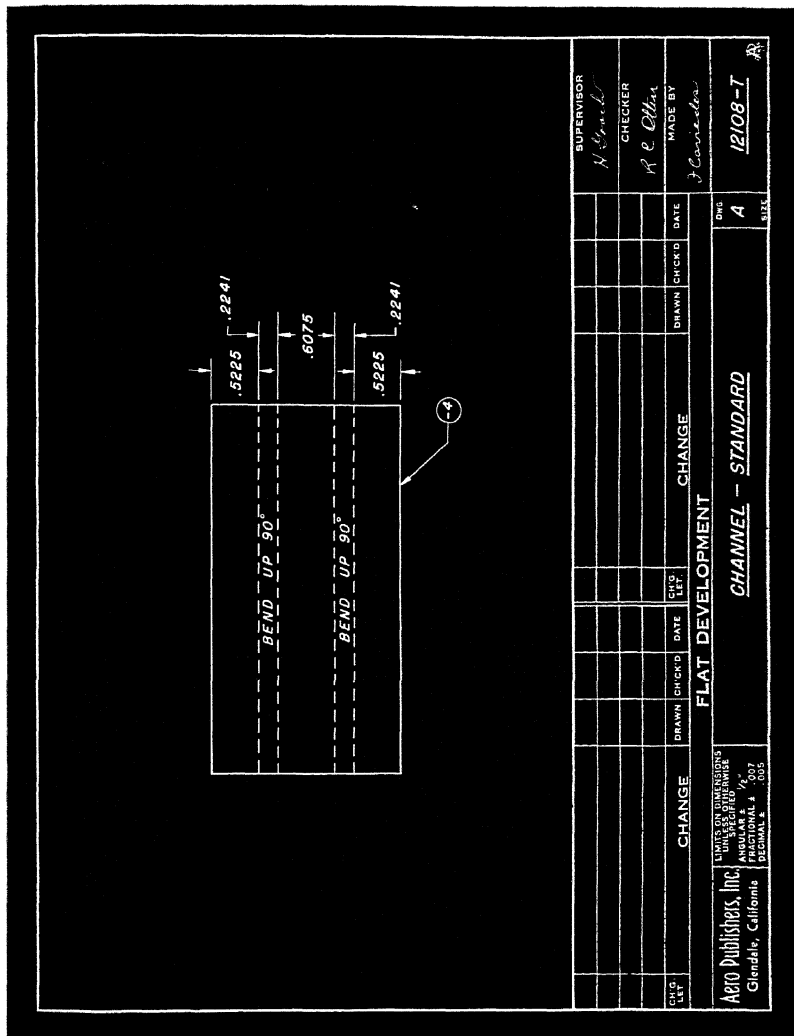 .2241
.5225
.6075
.2241
.5225
BEND UP 90°
BEND UP 90°
-4
SUPERVISOR
CHECKER
R C
MADE BY
DRAWN CH'CK'D DATE
CHANGE
CH'G. LET.
DRAWN CH'CK'D DATE
CHANGE
CH'G. LET
FLAT DEVELOPMENT
Aero Publishers, Inc.
Glendale, California
LIMITS ON DIMENSIONS
UNLESS OTHERWISE
SPECIFIED
ANGULAR ± 1/2°
FRACTIONAL ± .007
DECIMAL ± .005
CHANNEL - STANDARD
DWG.
A
SIZE
12108-T